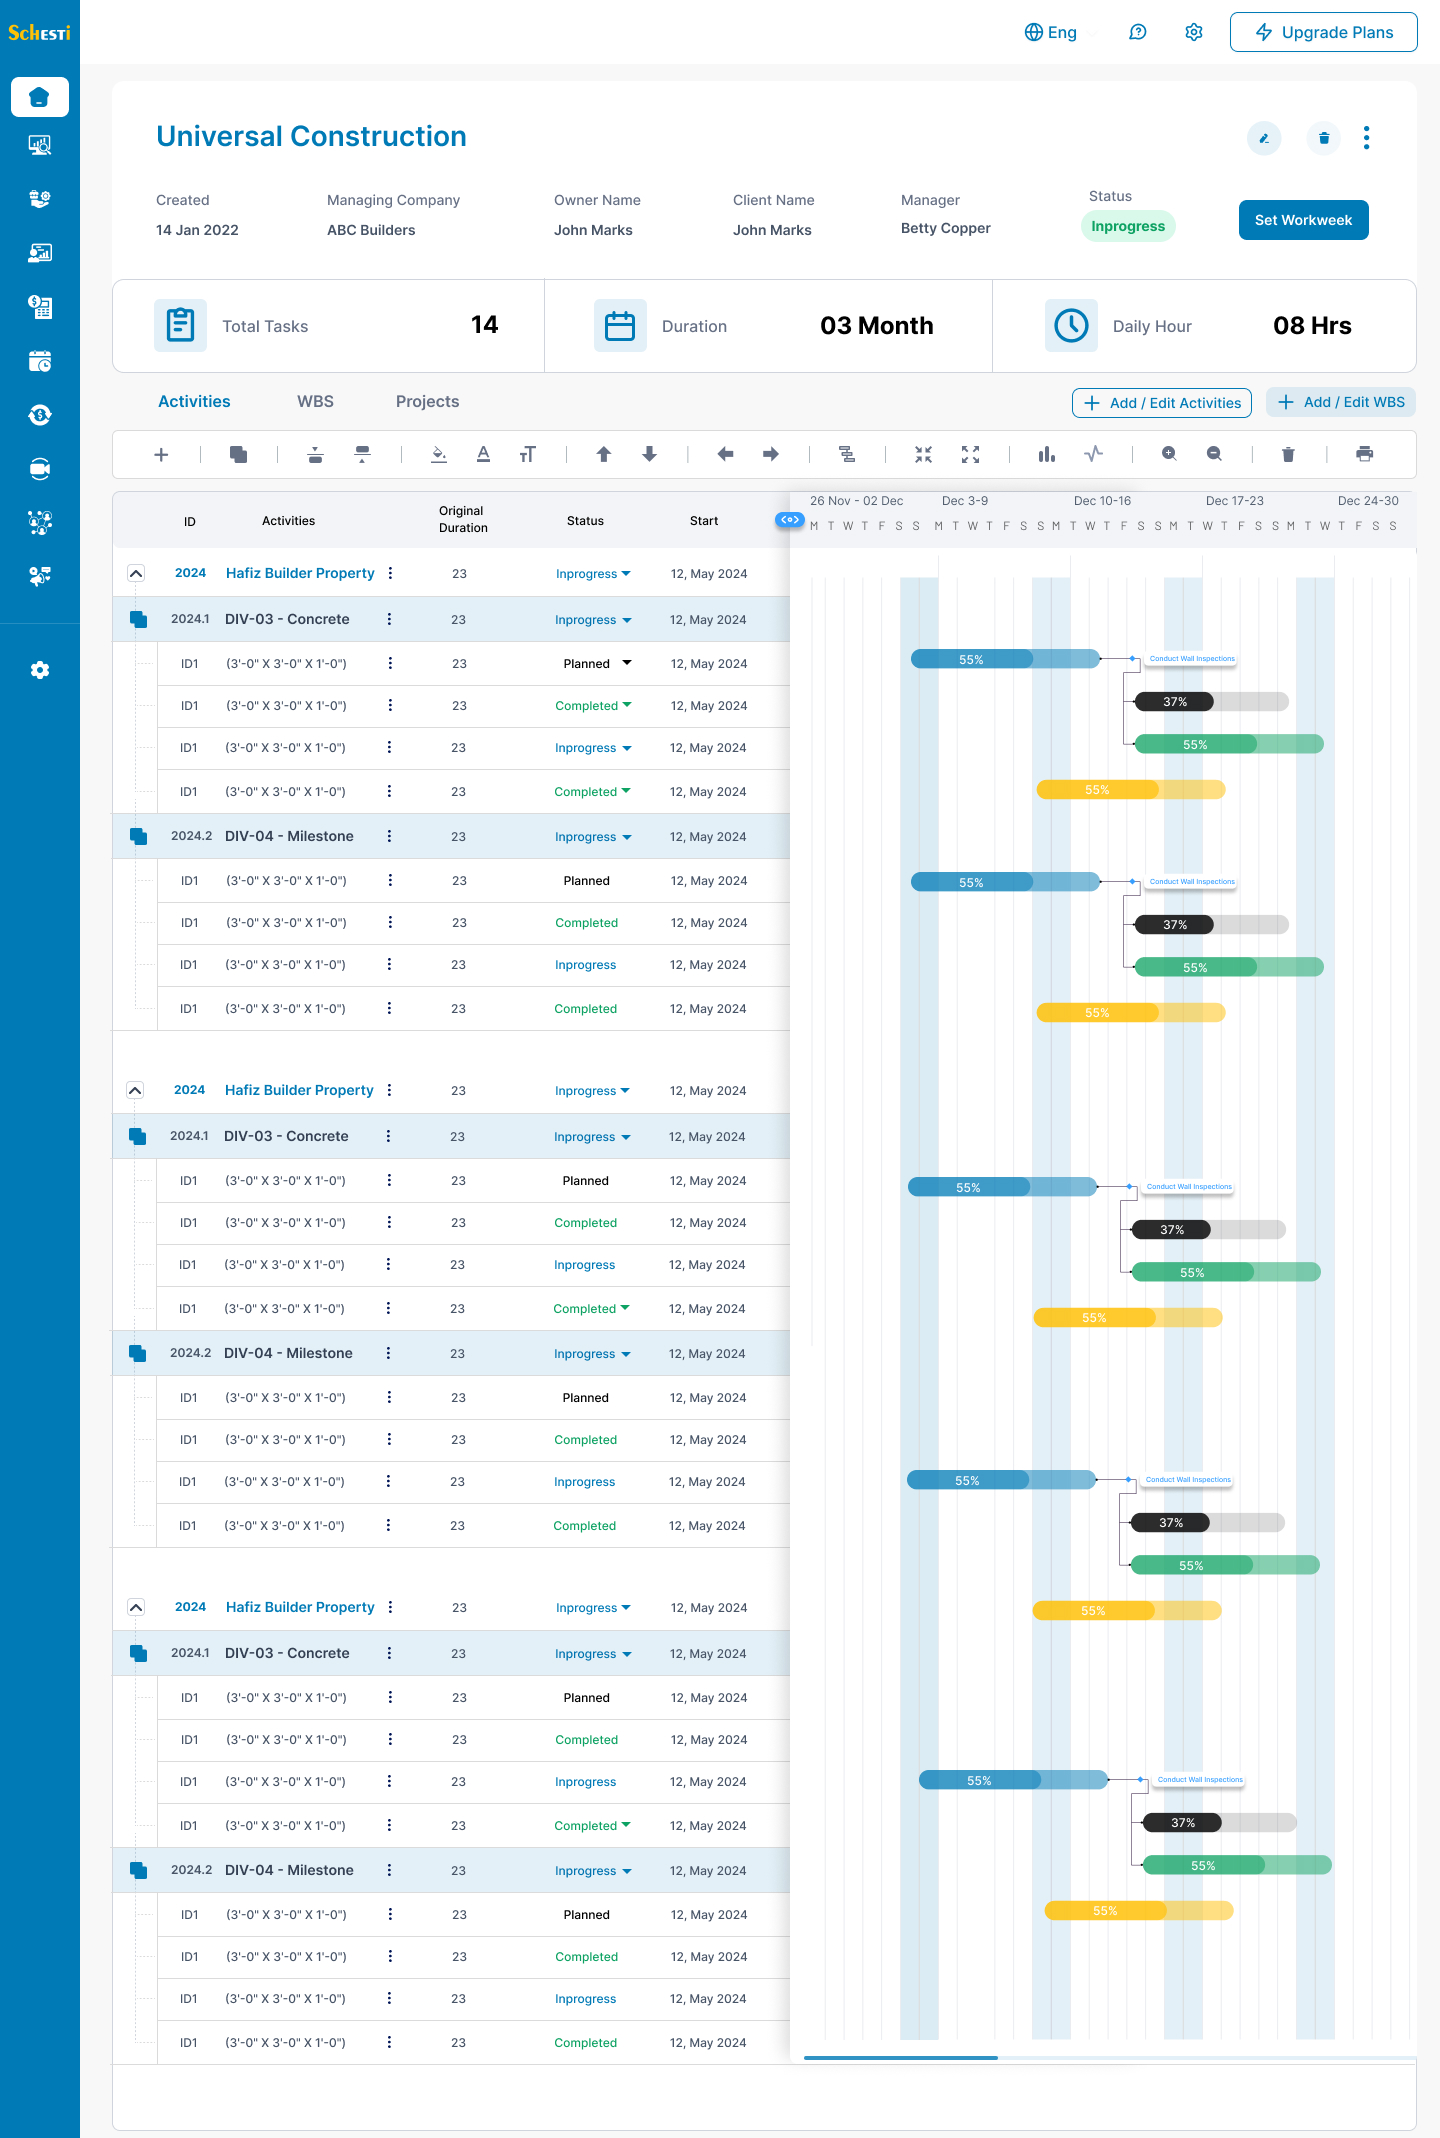 SCHESTI
Eng
Upgrade Plans
Universal Construction
Created
Managing Company
Owner Name
Client Name
Manager
Status
14 Jan 2022
ABC Builders
John Marks
John Marks
Betty Copper
Inprogress
Set Workweek
Total Tasks
14
Duration
03 Month
Daily Hour
08 Hrs
Activities
WBS
Projects
Add / Edit Activities
Add / Edit WBS
ID
Activities
Original
Duration
Status
Start
26 Nov - 02 Dec
Dec 3-9
Dec 10-16
Dec 17-23
Dec 24-30
M T W T F S S M T W T F S S M T W T F S S M T W T F S S M T W T F S S
2024 Hafiz Builder Property 23 Inprogress 12, May 2024
2024.1 DIV-03 - Concrete 23 Inprogress 12, May 2024
ID1 (3'-0" X 3'-0" X 1'-0") 23 Planned 12, May 2024
55% Conduct Wall Inspections
ID1 (3'-0" X 3'-0" X 1'-0") 23 Completed 12, May 2024
37%
ID1 (3'-0" X 3'-0" X 1'-0") 23 Inprogress 12, May 2024
55%
ID1 (3'-0" X 3'-0" X 1'-0") 23 Completed 12, May 2024
55%
2024.2 DIV-04 - Milestone 23 Inprogress 12, May 2024
ID1 (3'-0" X 3'-0" X 1'-0") 23 Planned 12, May 2024
55% Conduct Wall Inspections
ID1 (3'-0" X 3'-0" X 1'-0") 23 Completed 12, May 2024
37%
ID1 (3'-0" X 3'-0" X 1'-0") 23 Inprogress 12, May 2024
55%
ID1 (3'-0" X 3'-0" X 1'-0") 23 Completed 12, May 2024
55%
2024 Hafiz Builder Property 23 Inprogress 12, May 2024
2024.1 DIV-03 - Concrete 23 Inprogress 12, May 2024
ID1 (3'-0" X 3'-0" X 1'-0") 23 Planned 12, May 2024
55% Conduct Wall Inspections
ID1 (3'-0" X 3'-0" X 1'-0") 23 Completed 12, May 2024
37%
ID1 (3'-0" X 3'-0" X 1'-0") 23 Inprogress 12, May 2024
55%
ID1 (3'-0" X 3'-0" X 1'-0") 23 Completed 12, May 2024
55%
2024.2 DIV-04 - Milestone 23 Inprogress 12, May 2024
ID1 (3'-0" X 3'-0" X 1'-0") 23 Planned 12, May 2024
ID1 (3'-0" X 3'-0" X 1'-0") 23 Completed 12, May 2024
ID1 (3'-0" X 3'-0" X 1'-0") 23 Inprogress 12, May 2024
55% Conduct Wall Inspections
ID1 (3'-0" X 3'-0" X 1'-0") 23 Completed 12, May 2024
37%
55%
2024 Hafiz Builder Property 23 Inprogress 12, May 2024
55%
2024.1 DIV-03 - Concrete 23 Inprogress 12, May 2024
ID1 (3'-0" X 3'-0" X 1'-0") 23 Planned 12, May 2024
ID1 (3'-0" X 3'-0" X 1'-0") 23 Completed 12, May 2024
ID1 (3'-0" X 3'-0" X 1'-0") 23 Inprogress 12, May 2024
55% Conduct Wall Inspections
ID1 (3'-0" X 3'-0" X 1'-0") 23 Completed 12, May 2024
37%
2024.2 DIV-04 - Milestone 23 Inprogress 12, May 2024
55%
ID1 (3'-0" X 3'-0" X 1'-0") 23 Planned 12, May 2024
55%
ID1 (3'-0" X 3'-0" X 1'-0") 23 Completed 12, May 2024
ID1 (3'-0" X 3'-0" X 1'-0") 23 Inprogress 12, May 2024
ID1 (3'-0" X 3'-0" X 1'-0") 23 Completed 12, May 2024